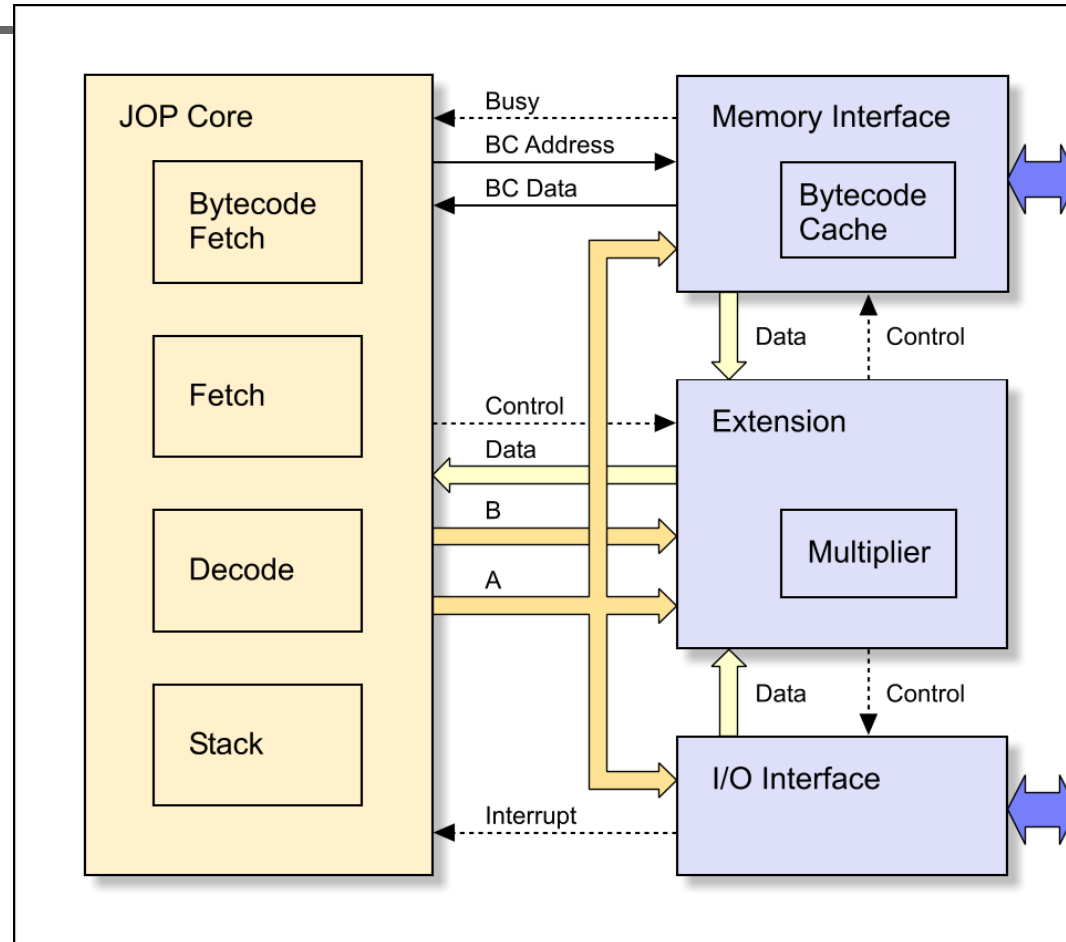 JOP Core
Bytecode
Fetch
Fetch
Decode
Stack
Busy
BC Address
BC Data
Control
Data
B
A
Interrupt
Memory Interface
Bytecode
Cache
Data
Control
Extension
Multiplier
Data
Control
I/O Interface